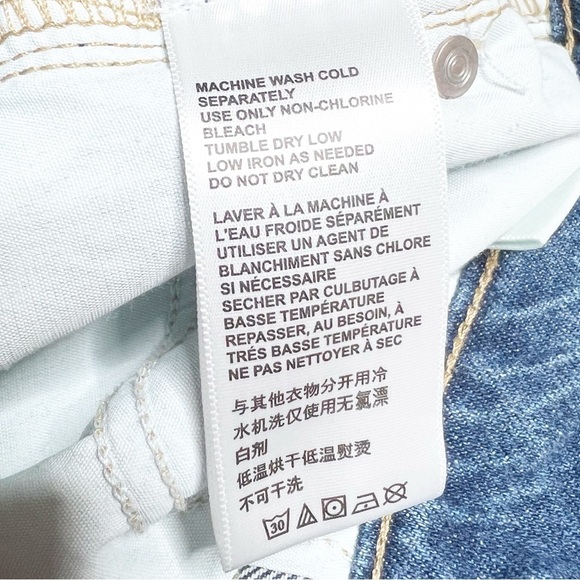 MACHINE WASH COLD
SEPARATELY
USE ONLY NON-CHLORINE
BLEACH
TUMBLE DRY LOW
LOW IRON AS NEEDED
DO NOT DRY CLEAN
LAVER À LA MACHINE À
L'EAU FROIDE SÉPARÉMENT
UTILISER UN AGENT DE
BLANCHIMENT SANS CHLORE
SI NÉCESSAIRE
SECHER PAR CULBUTAGE À
BASSE TEMPÉRATURE
REPASSER, AU BESOIN, À
TRÉS BASSE TEMPÉRATURE
NE PAS NETTOYER À SEC
与其他衣物分开用冷
水机洗仅使用无氯漂
白剂
低温烘干低温熨烫
不可干洗
30